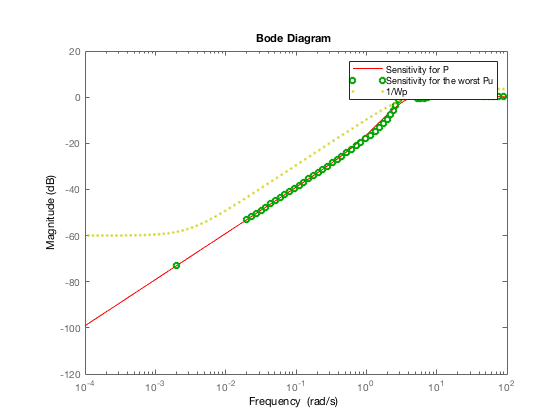 Bode Diagram
20
0
-20
-40
-60
-80
-100
-120
Magnitude (dB)
Sensitivity for P
Sensitivity for the worst Pu
1/Wp
10^-4
10^-3
10^-2
10^-1
10^0
10^1
10^2
Frequency (rad/s)